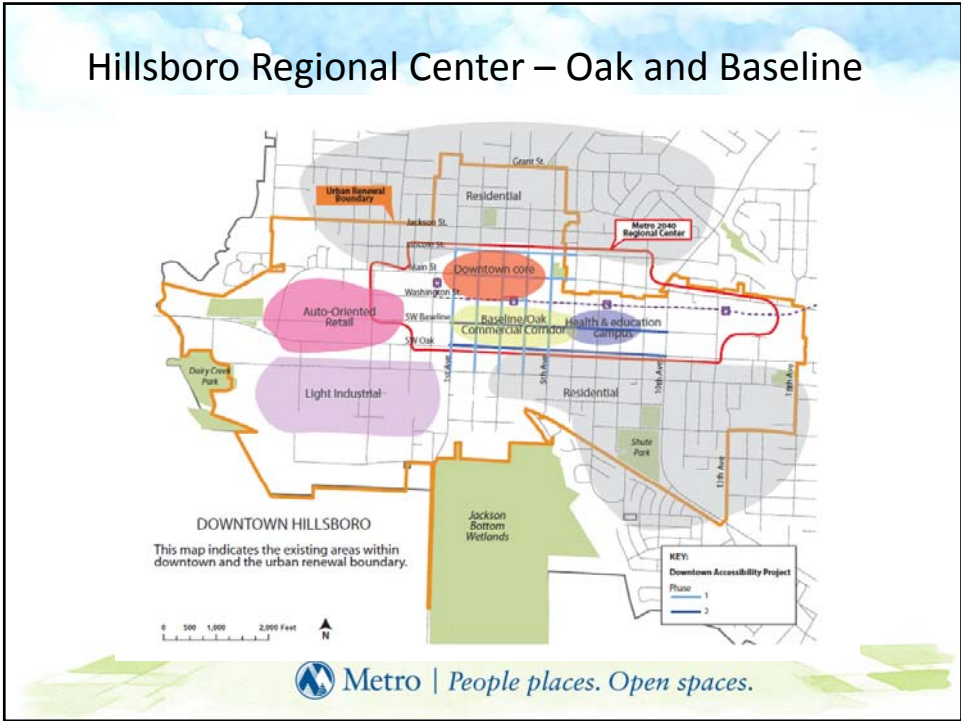 Hillsboro Regional Center – Oak and Baseline
Grant St.
Urban Renewal
Boundary
Residential
Jackson St.
Metro 2040
Regional Center
Lincoln St.
Main St
Downtown core
Washington St.
Auto-Oriented
Retail
SW Baseline
Baseline/Oak
Commercial Corridor
Health & education
campus
SW Oak
1st Ave
5th Ave
10th Ave
18th Ave
Dairy Creek
Park
Light Industrial
Residential
Shute
Park
13th Ave
Jackson
Bottom
Wetlands
DOWNTOWN HILLSBORO
This map indicates the existing areas within
downtown and the urban renewal boundary.
KEY:
Downtown Accessibility Project
Phase
1
2
0 500 1,000 2,000 Feet
N
Metro | People places. Open spaces.